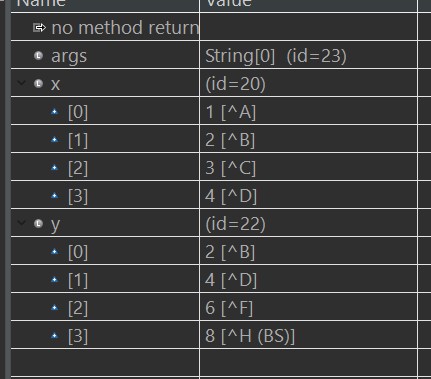 Name Value
no method return
args String[0] (id=23)
x (id=20)
[0] 1 [^A]
[1] 2 [^B]
[2] 3 [^C]
[3] 4 [^D]
y (id=22)
[0] 2 [^B]
[1] 4 [^D]
[2] 6 [^F]
[3] 8 [^H (BS)]